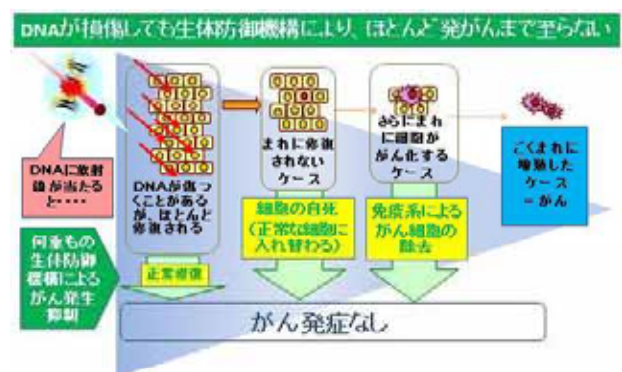 DNAが損傷しても生体防御機構により、ほとんど発がんまで至らない
DNAに放射
線が当たる
と・・・・
DNAが傷つ
くことがある
が、ほとんど
修復される
まれに修復
されない
ケース
さらにまれ
に細胞が
がん化する
ケース
ごくまれに
増殖した
ケース
=がん
何重もの
生体防御
機構による
がん発生
抑制
正常修復
細胞の自死
(正常な細胞に
入れ替わる)
免疫系による
がん細胞の
除去
がん発症なし